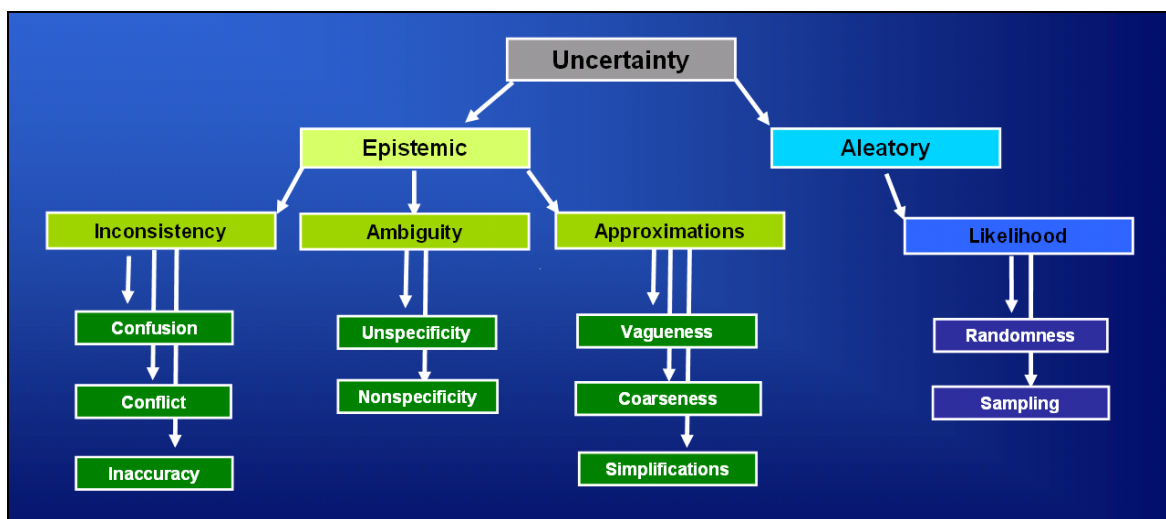 Uncertainty
Epistemic
Aleatory
Inconsistency
Ambiguity
Approximations
Likelihood
Confusion
Unspecificity
Vagueness
Randomness
Conflict
Nonspecificity
Coarseness
Sampling
Inaccuracy
Simplifications